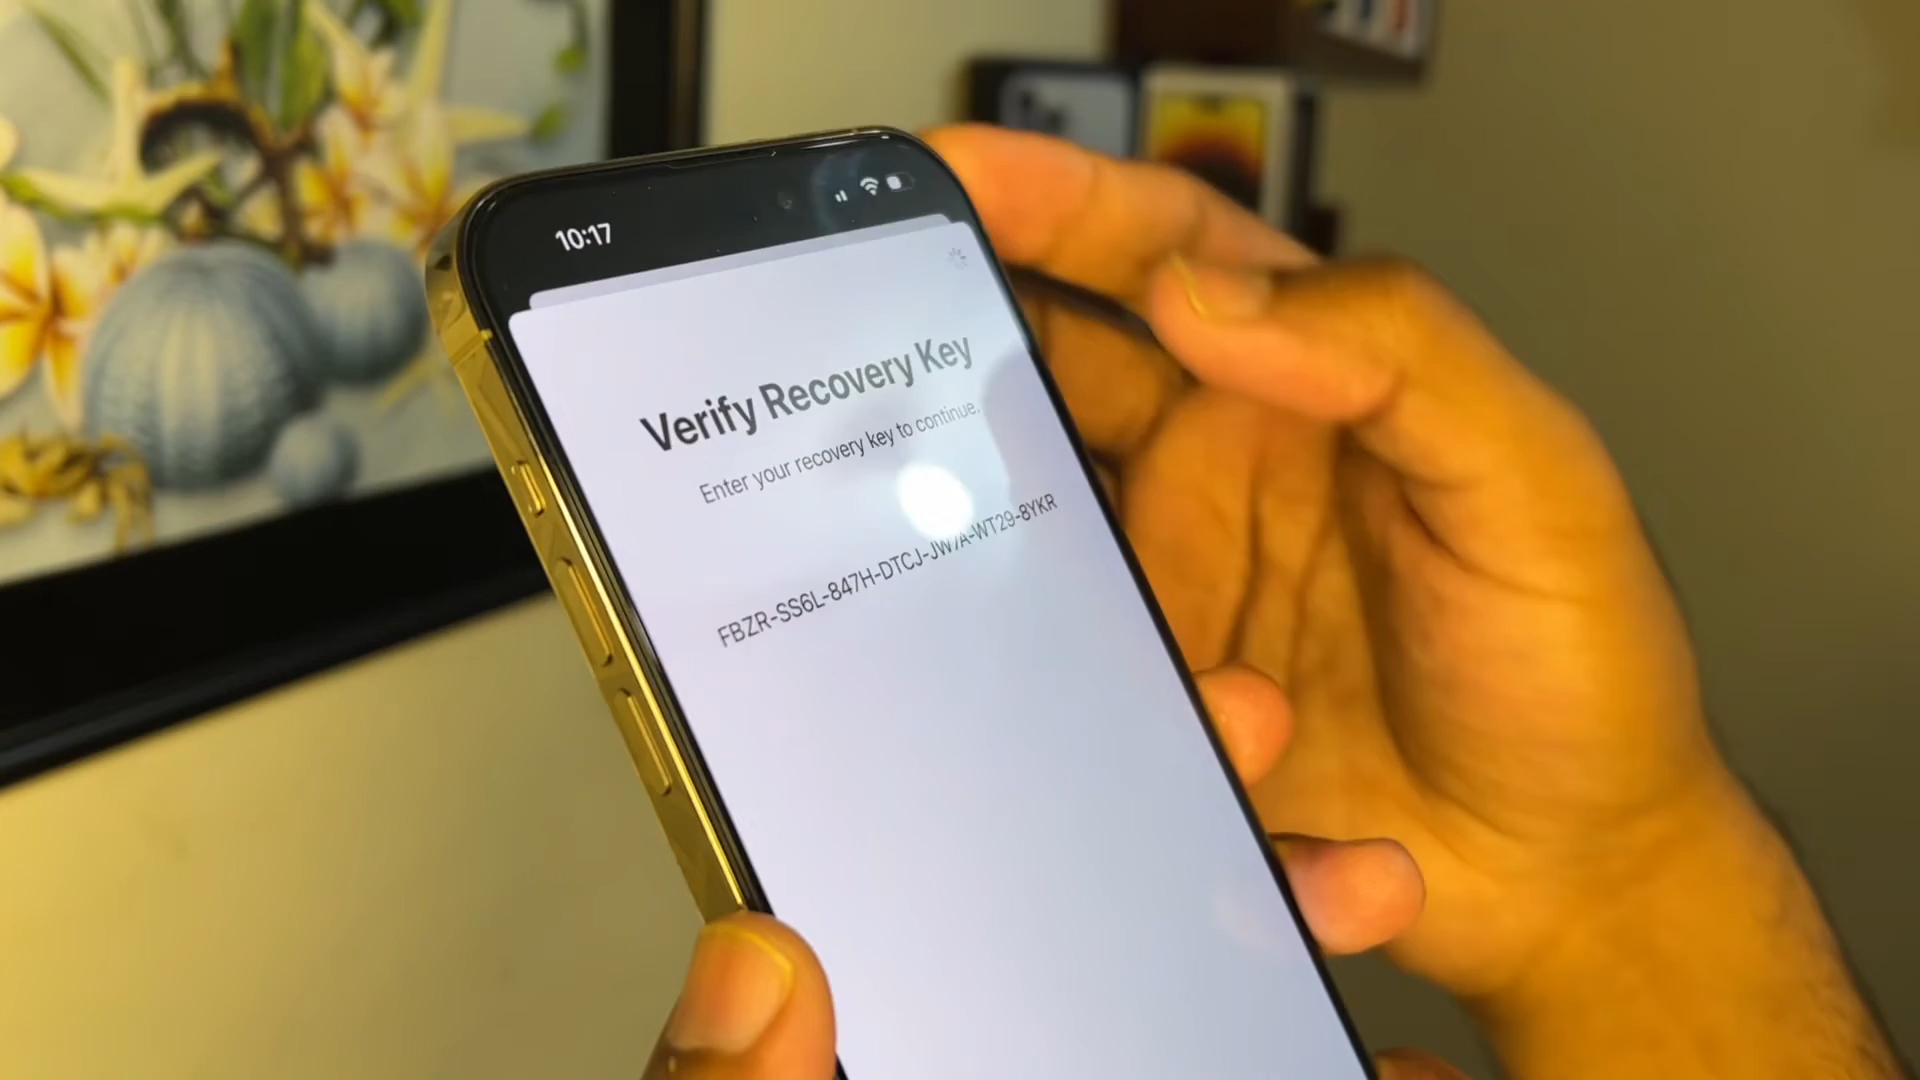 10:17
Verify Recovery Key
Enter your recovery key to continue.
FBZR-SS6L-847H-DTCJ-JW7A-WT29-8YKR